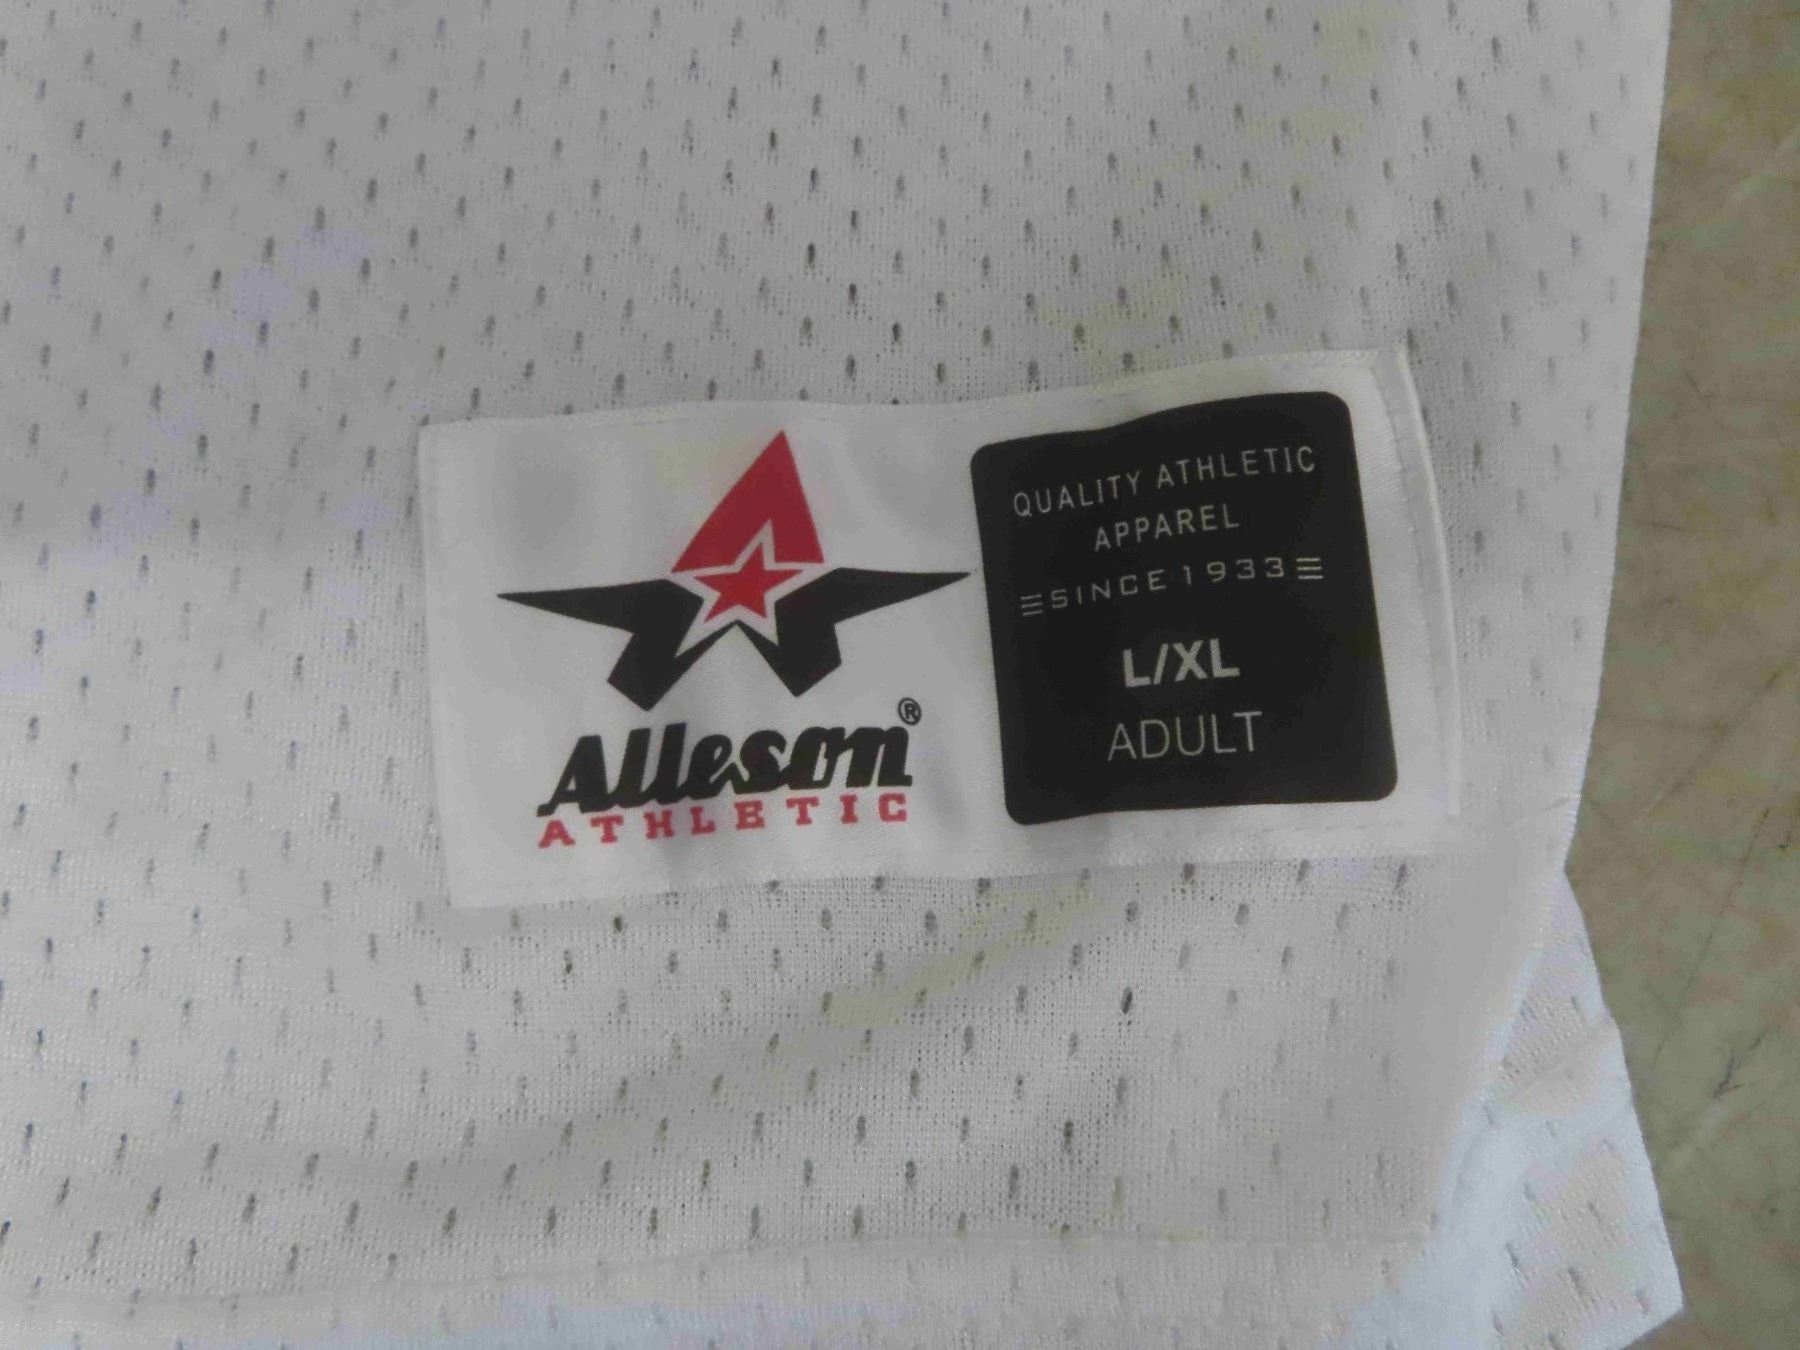 Alleson®
ATHLETIC
QUALITY ATHLETIC
APPAREL
SINCE 1933
L/XL
ADULT